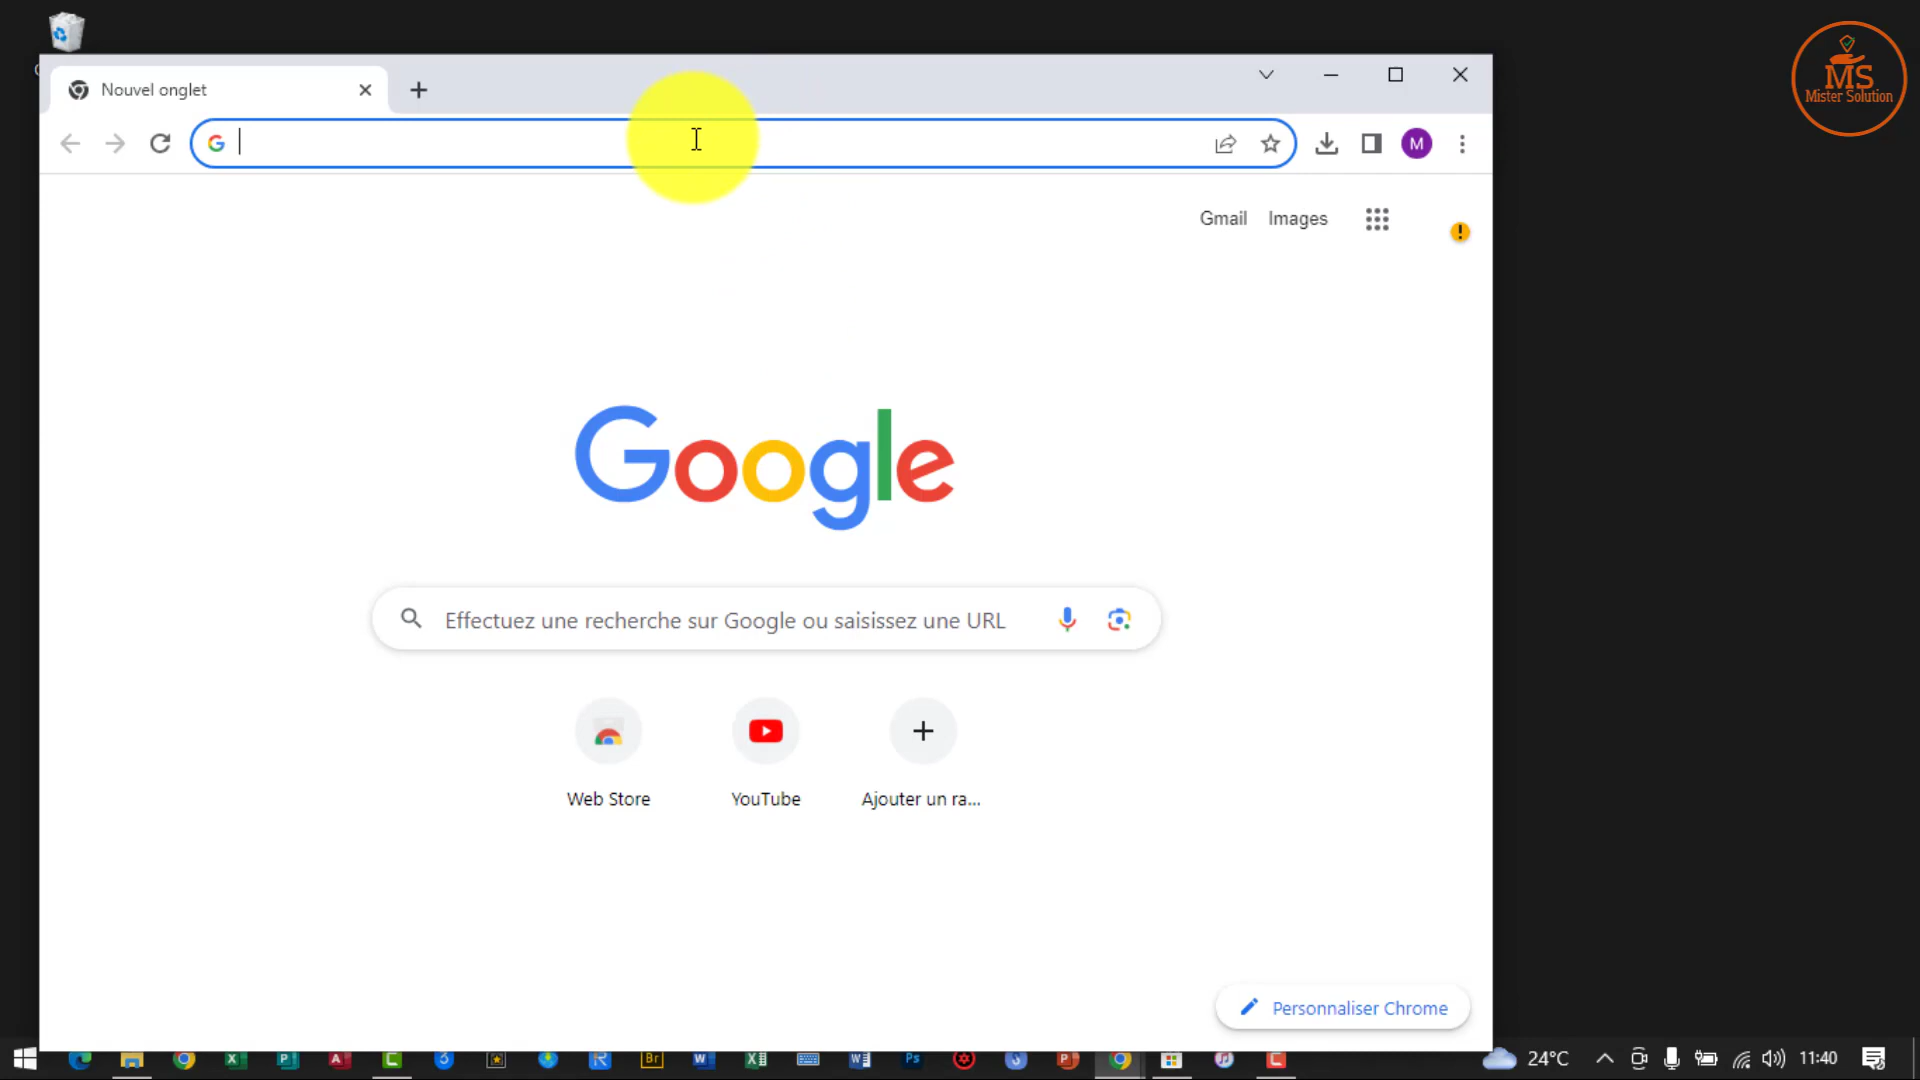 MS
Mister Solution
Nouvel onglet
G
M
Gmail Images
!
Google
Effectuez une recherche sur Google ou saisissez une URL
Web Store YouTube Ajouter un ra...
Personnaliser Chrome
24°C 11:40